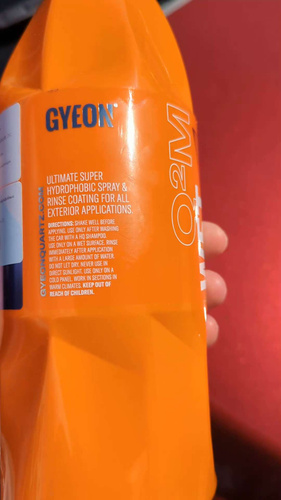 GYEON
ULTIMATE SUPER
HYDROPHOBIC SPRAY &
RINSE COATING FOR ALL
EXTERIOR APPLICATIONS
DIRECTIONS: SHAKE WELL BEFORE
APPLYING. USE ONLY AFTER WASHING
THE CAR WITH A HQ SHAMPOO.
USE ONLY ON A WET SURFACE. RINSE
IMMEDIATELY AFTER APPLICATION
WITH A LARGE AMOUNT OF WATER.
DO NOT LET DRY. NEVER USE IN
DIRECT SUNLIGHT. USE ONLY ON A
COLD PANEL. WORK IN SECTIONS IN
WARM CLIMATES. KEEP OUT OF
REACH OF CHILDREN.
Q²M